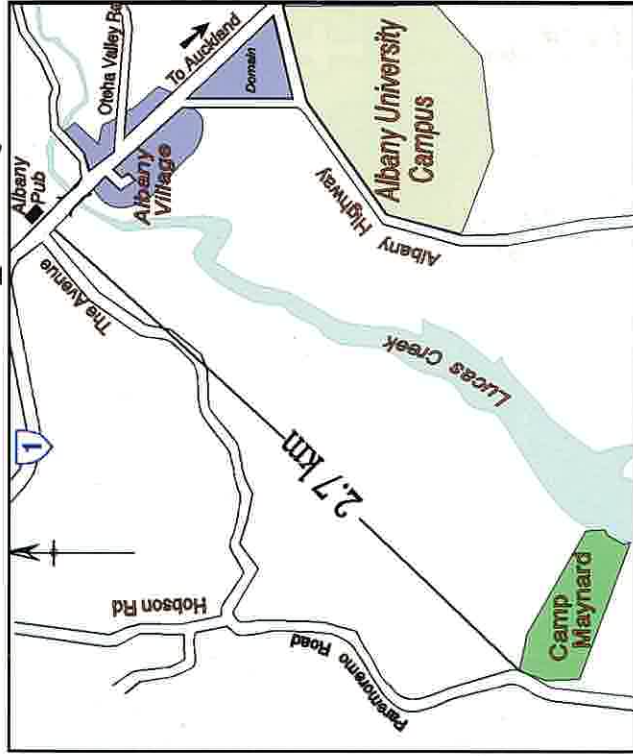 Albany
Pub
Oteha Valley Rd
To Auckland
Domain
Albany
Village
The Avenue
1
Albany University
Campus
Albany Highway
Lucas Creek
2.7 km
Hobson Rd
Paremoremo Road
Camp
Maynard